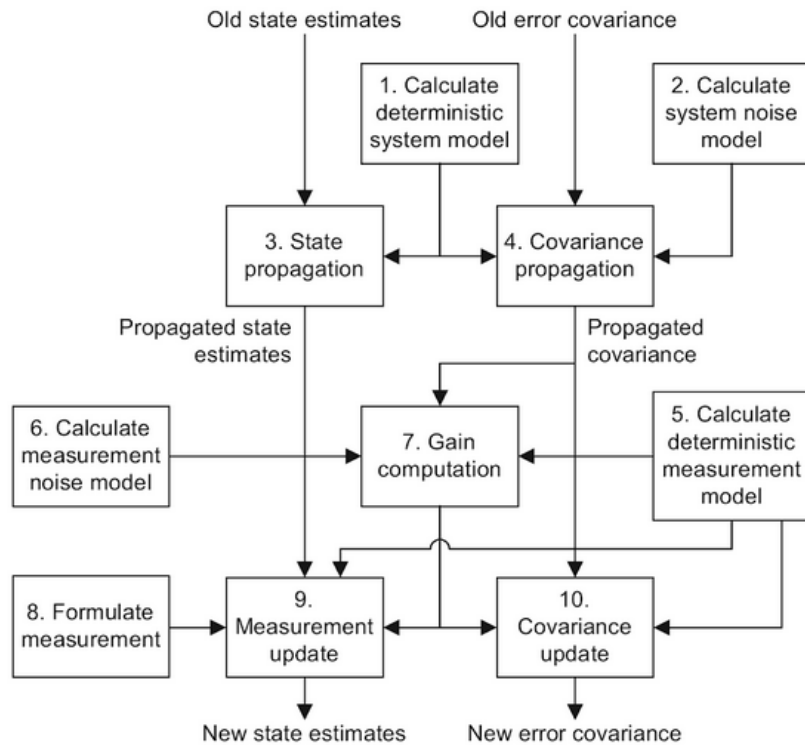 Old state estimates
Old error covariance
1. Calculate
deterministic
system model
2. Calculate
system noise
model
3. State
propagation
4. Covariance
propagation
Propagated state
estimates
Propagated
covariance
6. Calculate
measurement
noise model
7. Gain
computation
5. Calculate
deterministic
measurement
model
8. Formulate
measurement
9.
Measurement
update
10.
Covariance
update
New state estimates
New error covariance